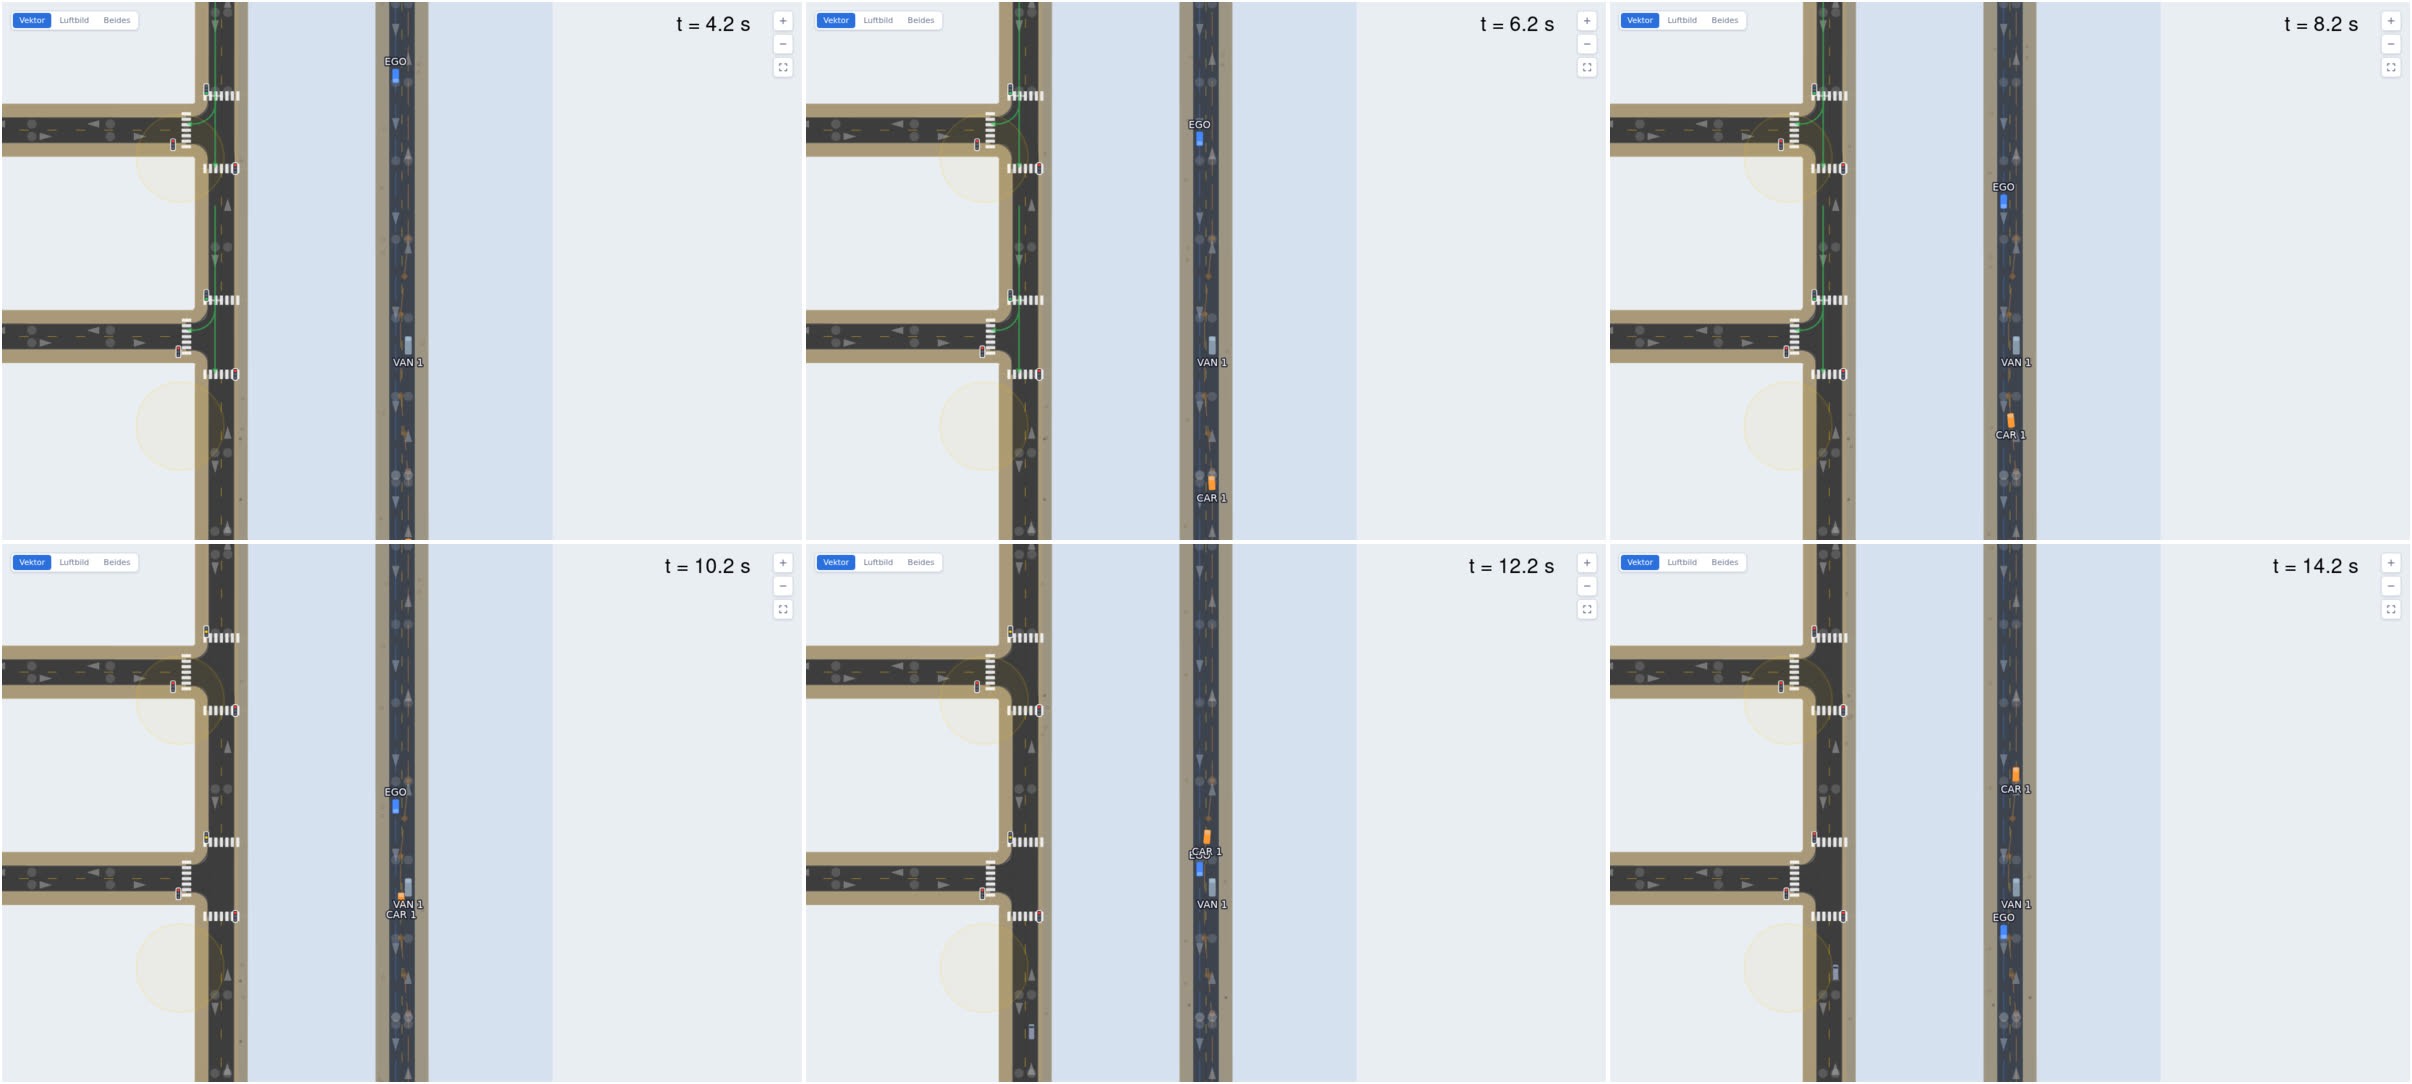 Vektor Luftbild Beides
t = 4.2 s
+
−
EGO
VAN 1
Vektor Luftbild Beides
t = 6.2 s
+
−
EGO
VAN 1
CAR 1
Vektor Luftbild Beides
t = 8.2 s
+
−
EGO
VAN 1
CAR 1
Vektor Luftbild Beides
t = 10.2 s
+
−
EGO
VAN 1
CAR 1
Vektor Luftbild Beides
t = 12.2 s
+
−
CAR 1
EGO
VAN 1
Vektor Luftbild Beides
t = 14.2 s
+
−
CAR 1
VAN 1
EGO